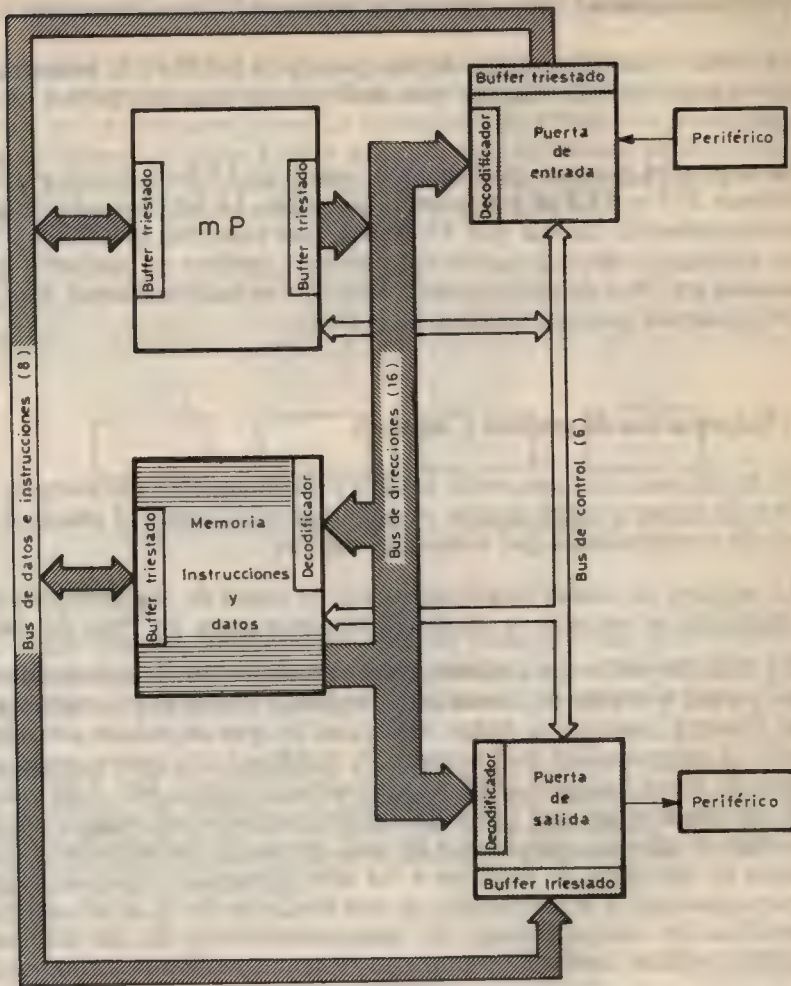 Buffer triestado
Decodificador
Puerta
de
entrada
Periférico
Buffer triestado
mP
Buffer triestado
Bus de datos e instrucciones (8)
Bus de direcciones (16)
Bus de control (6)
Buffer triestado
Memoria
Instrucciones
y
datos
Decodificador
Decodificador
Puerta
de
salida
Buffer triestado
Periférico